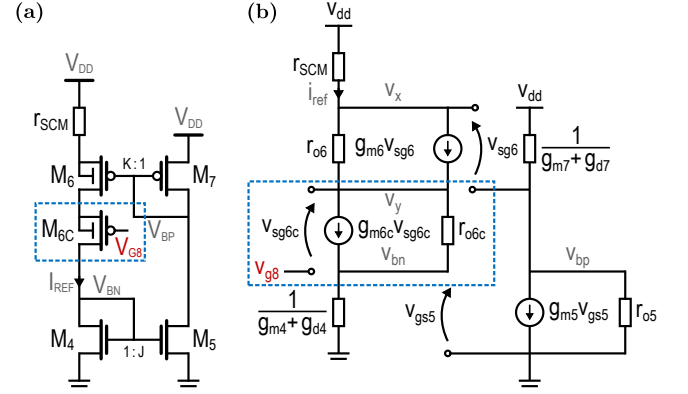 (a)
V_DD
r_SCM
V_DD
K:1
M_6
M_7
M_6C
V_G8
V_BP
I_REF
V_BN
M_4
M_5
1:J
(b)
v_dd
r_SCM
i_ref
v_x
v_dd
r_o6
g_m6v_sg6
v_sg6
1/(g_m7+g_d7)
v_y
v_sg6c
g_m6cv_sg6c
r_o6c
v_g8
v_bn
v_bp
1/(g_m4+g_d4)
v_gs5
g_m5v_gs5
r_o5